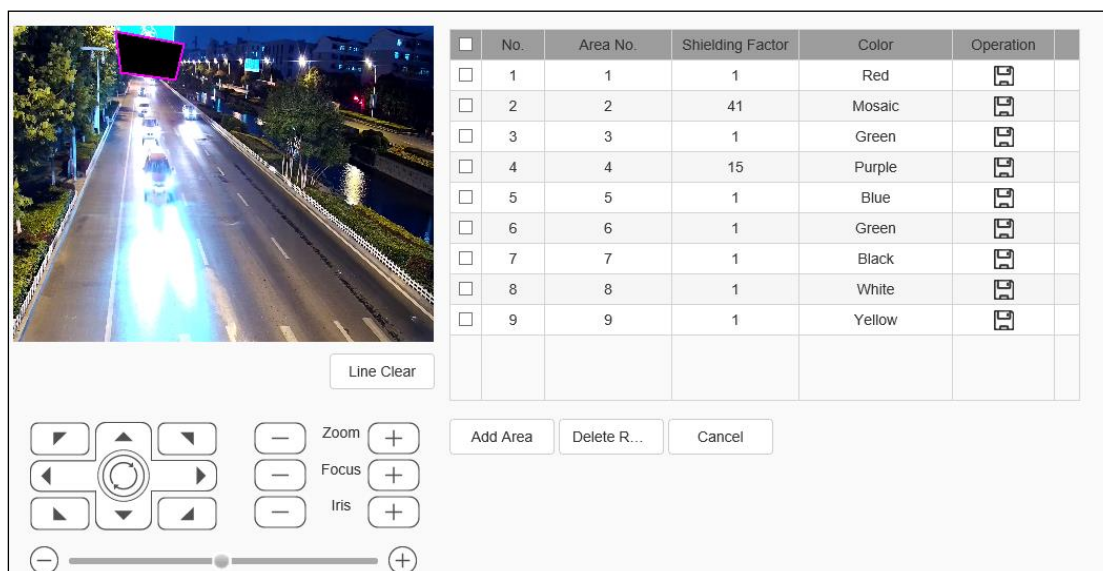 No. Area No. Shielding Factor Color Operation
1 1 1 Red
2 2 41 Mosaic
3 3 1 Green
4 4 15 Purple
5 5 1 Blue
6 6 1 Green
7 7 1 Black
8 8 1 White
9 9 1 Yellow
Line Clear
Add Area Delete R... Cancel
Zoom
Focus
Iris